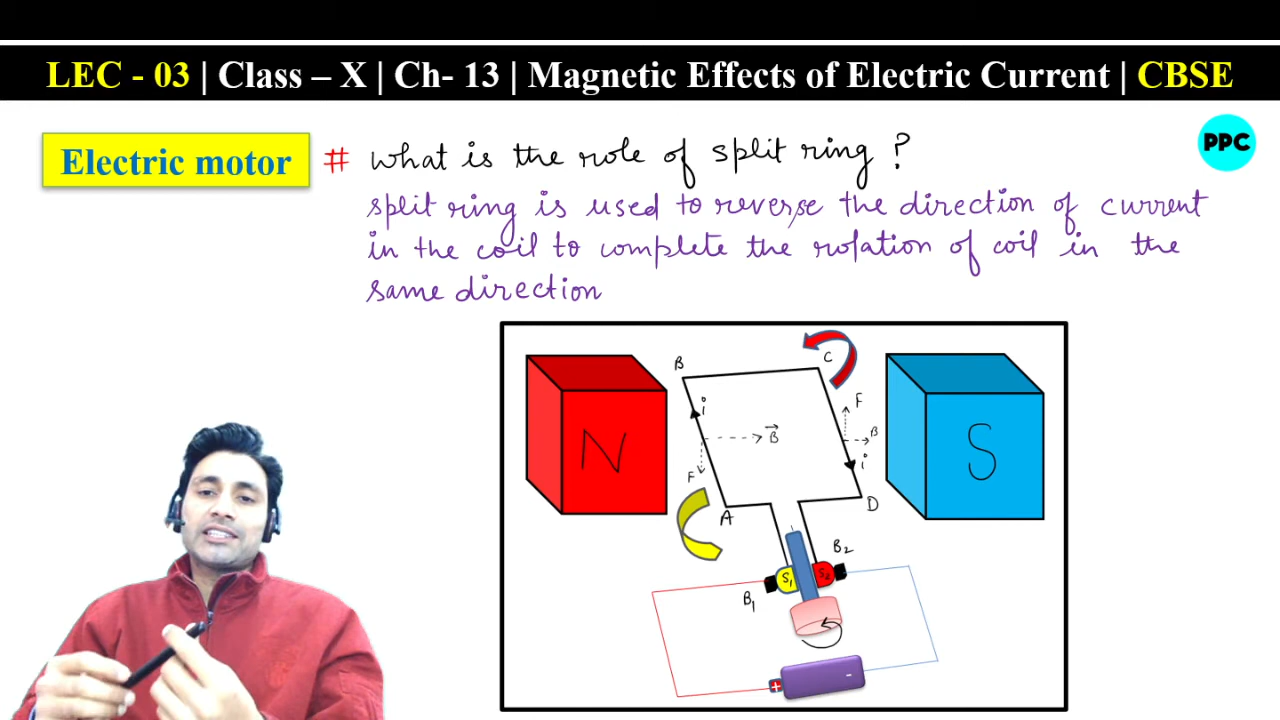 LEC - 03 | Class – X | Ch- 13 | Magnetic Effects of Electric Current | CBSE
Electric motor
# what is the role of split ring ?
PPC
split ring is used to reverse the direction of current
in the coil to complete the rotation of coil in the
same direction
B
C
N
S
i
F
B
B
i
F
A
D
B2
S1
S2
B1
+
-